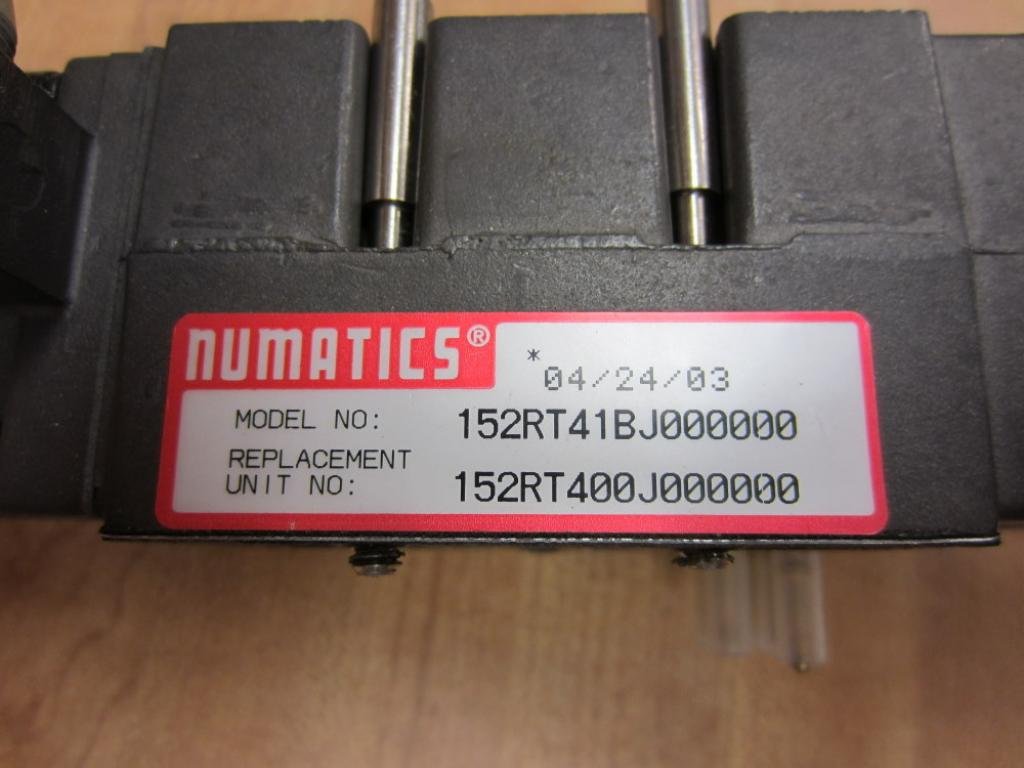 NUMATICS®
*
04/24/03
MODEL NO: 152RT41BJ000000
REPLACEMENT
UNIT NO: 152RT400J000000